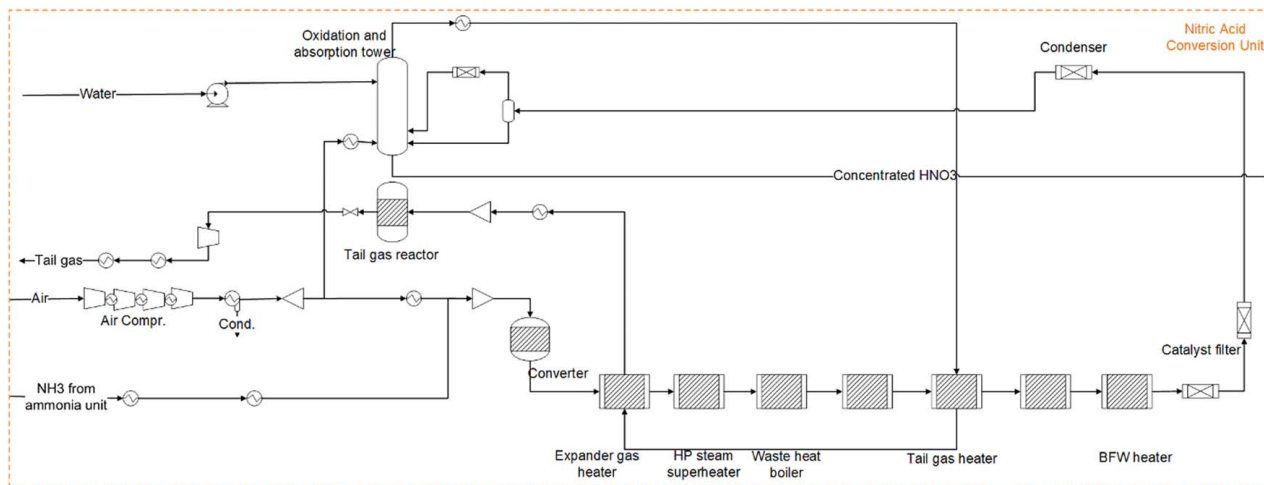 Oxidation and
absorption tower
Nitric Acid
Conversion Unit
Condenser
Water
Concentrated HNO3
Tail gas reactor
Tail gas
Air
Air Compr.
Cond.
Catalyst filter
Converter
NH3 from
ammonia unit
Expander gas
heater
HP steam
superheater
Waste heat
boiler
Tail gas heater
BFW heater